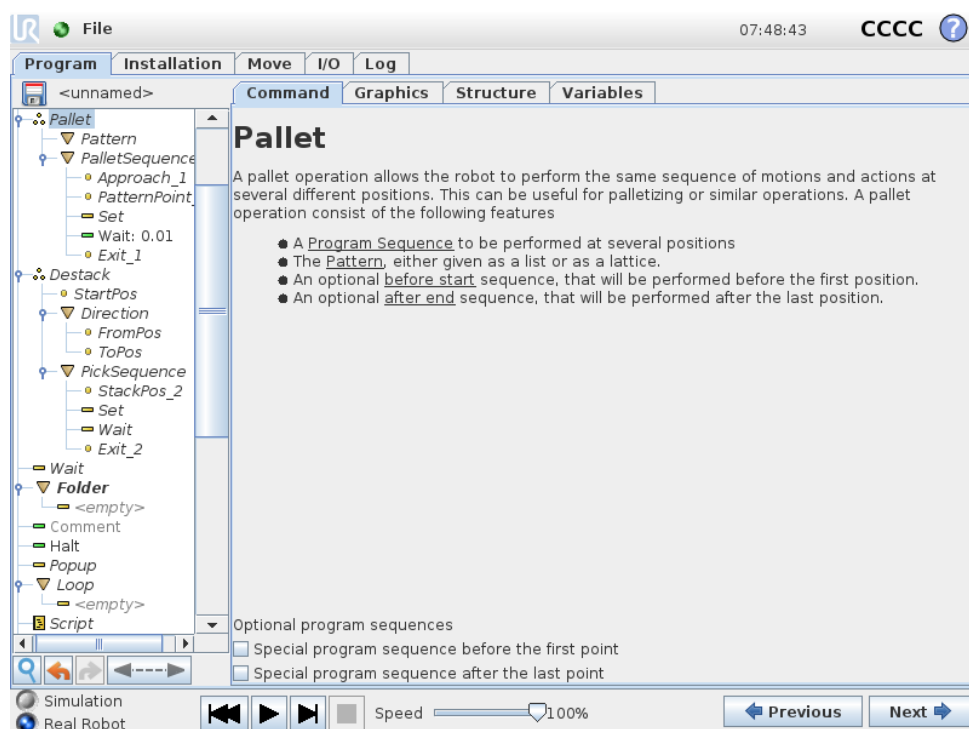 UR File 07:48:43 CCCC ?
Program Installation Move I/O Log
<unnamed>
Command Graphics Structure Variables
Pallet
Pattern
PalletSequence
Approach_1
PatternPoint_
Set
Wait: 0.01
Exit_1
Destack
StartPos
Direction
FromPos
ToPos
PickSequence
StackPos_2
Set
Wait
Exit_2
Wait
Folder
<empty>
Comment
Halt
Popup
Loop
<empty>
Script
Pallet
A pallet operation allows the robot to perform the same sequence of motions and actions at
several different positions. This can be useful for palletizing or similar operations. A pallet
operation consist of the following features
A Program Sequence to be performed at several positions
The Pattern, either given as a list or as a lattice.
An optional before start sequence, that will be performed before the first position.
An optional after end sequence, that will be performed after the last position.
Optional program sequences
Special program sequence before the first point
Special program sequence after the last point
Simulation
Real Robot
Speed 100%
Previous Next